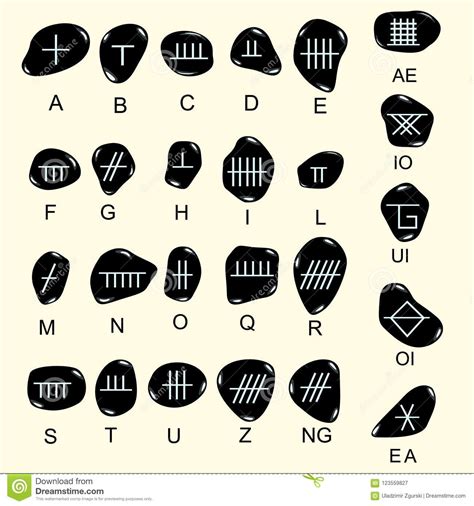 A B C D E
F G H I L
M N O Q R
S T U Z NG
AE
iO
UI
OI
EA
Download from
Dreamstime.com
This watermarked comp image is for previewing purposes only.
123559827
Uladzimir Zgurski | Dreamstime.com